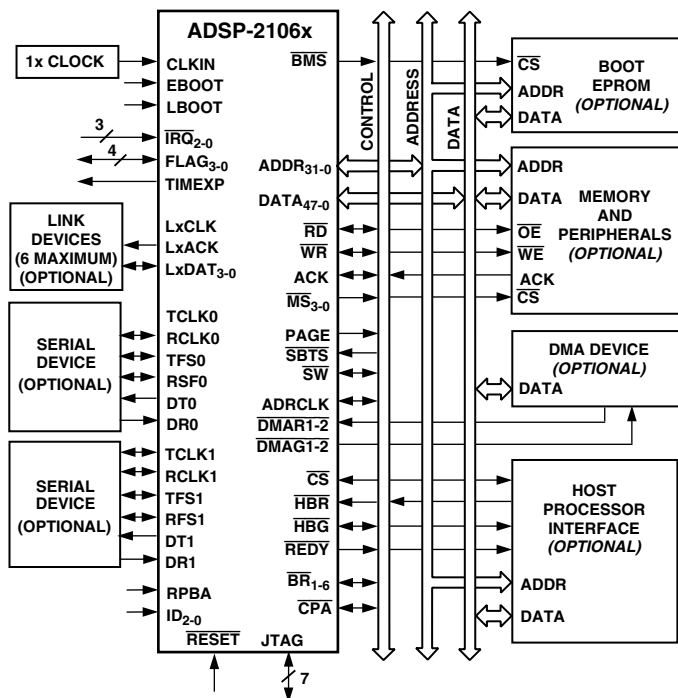 ADSP-2106x
1x CLOCK
CLKIN
EBOOT
LBOOT
3
IRQ2-0
4
FLAG3-0
TIMEXP
LINK
DEVICES
(6 MAXIMUM)
(OPTIONAL)
LxCLK
LxACK
LxDAT3-0
SERIAL
DEVICE
(OPTIONAL)
TCLK0
RCLK0
TFS0
RSF0
DT0
DR0
SERIAL
DEVICE
(OPTIONAL)
TCLK1
RCLK1
TFS1
RFS1
DT1
DR1
RPBA
ID2-0
RESET
JTAG
7
BMS
ADDR31-0
DATA47-0
RD
WR
ACK
MS3-0
PAGE
SBTS
SW
ADRCLK
DMAR1-2
DMAG1-2
CS
HBR
HBG
REDY
BR1-6
CPA
CONTROL
ADDRESS
DATA
CS
BOOT
EPROM
(OPTIONAL)
ADDR
DATA
ADDR
DATA
MEMORY
AND
PERIPHERALS
(OPTIONAL)
OE
WE
ACK
CS
DMA DEVICE
(OPTIONAL)
DATA
HOST
PROCESSOR
INTERFACE
(OPTIONAL)
ADDR
DATA